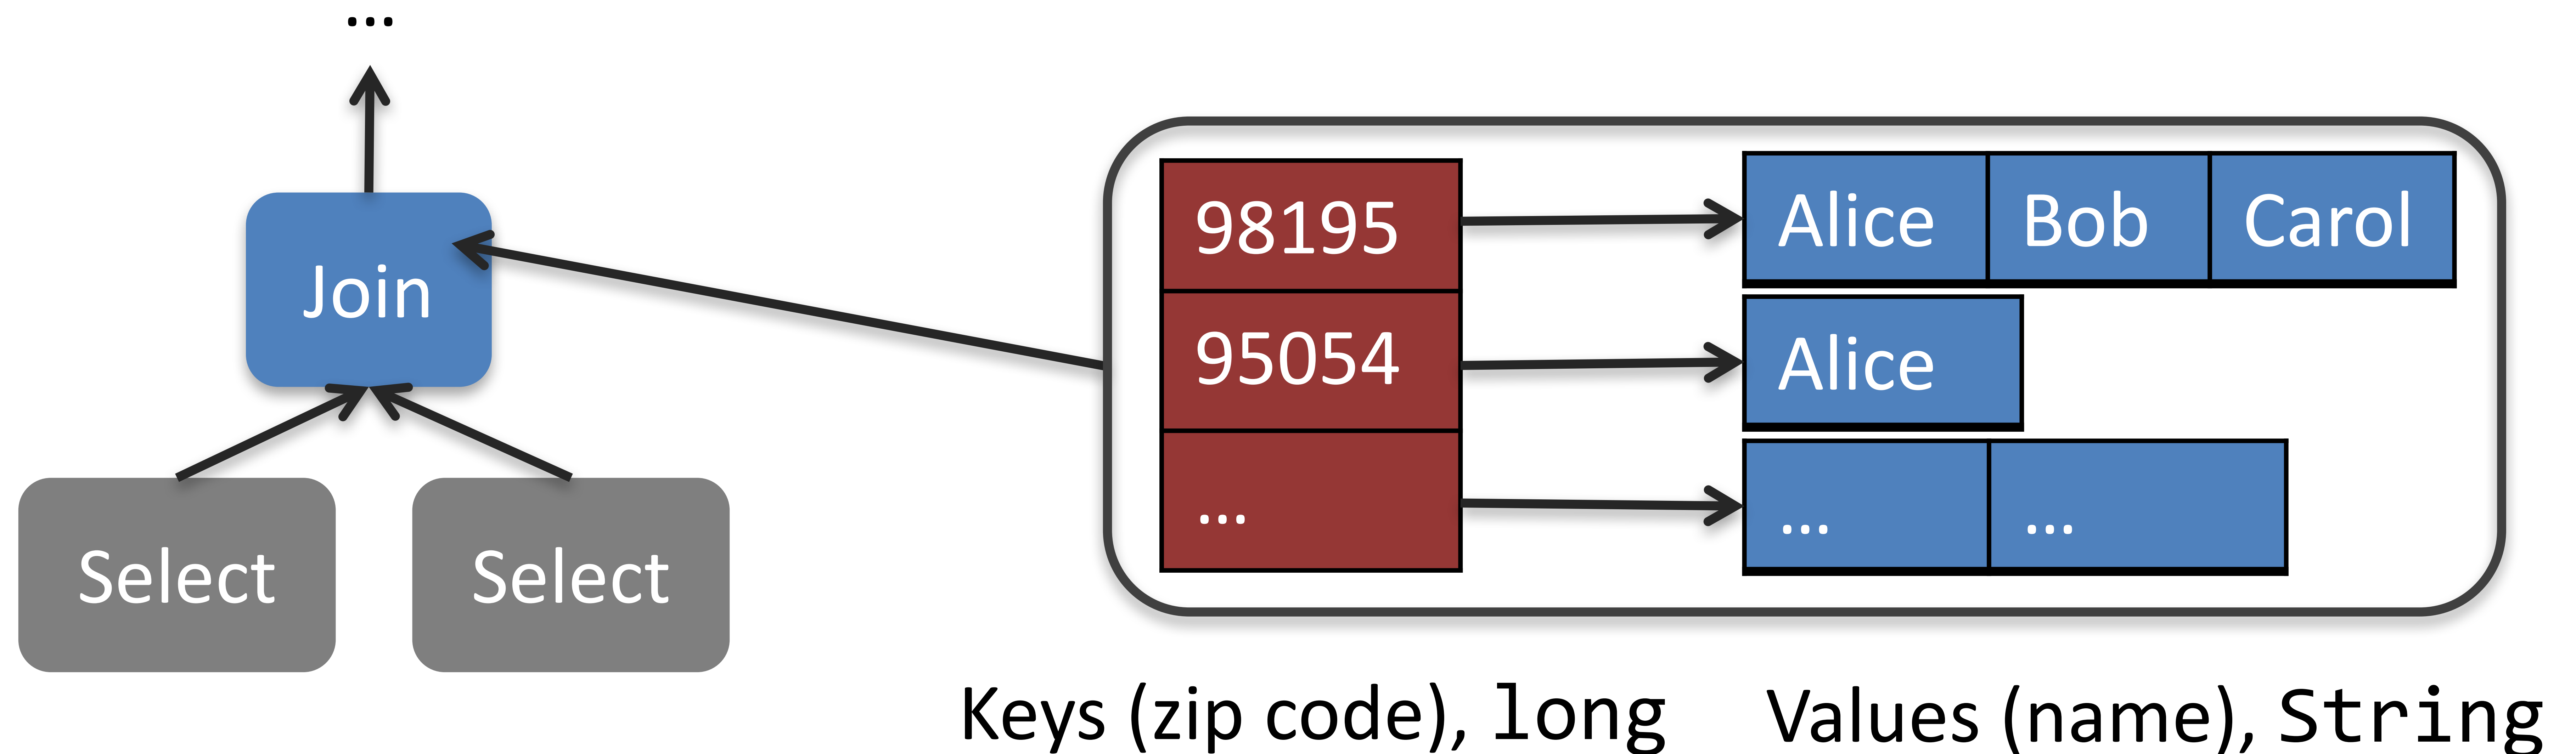 ...
Join
Select
Select
98195
Alice
Bob
Carol
95054
Alice
...
...
...
Keys (zip code), long
Values (name), String